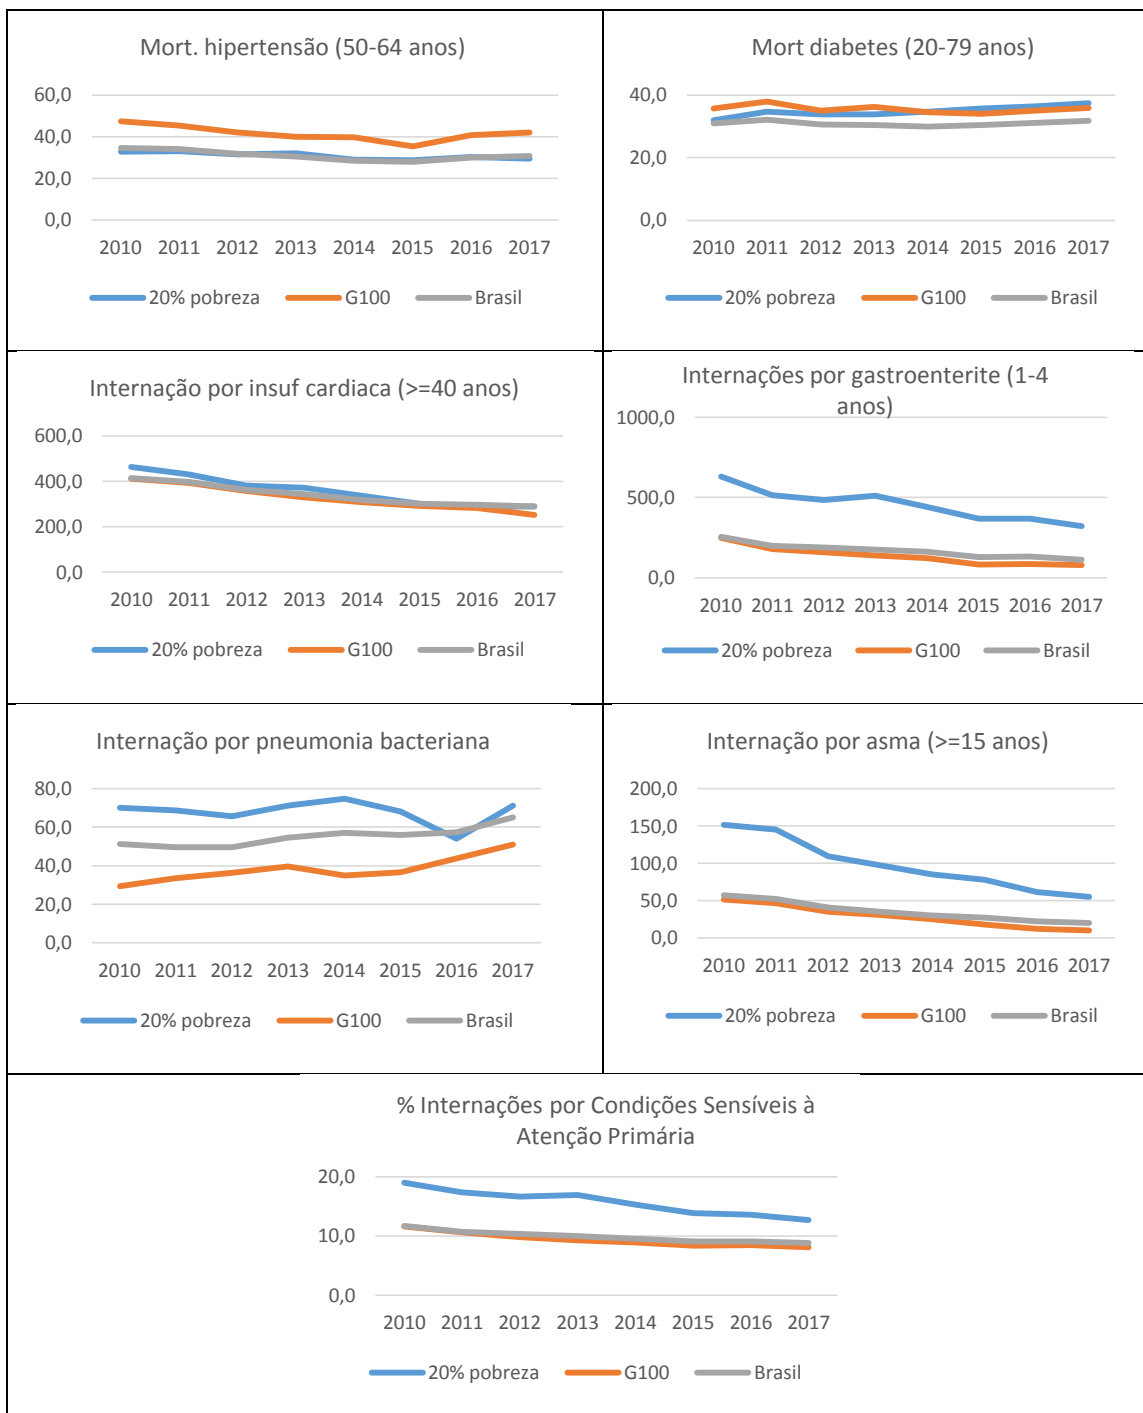 Mort. hipertensão (50-64 anos)
60,0
40,0
20,0
0,0
2010 2011 2012 2013 2014 2015 2016 2017
20% pobreza G100 Brasil
Mort diabetes (20-79 anos)
40,0
20,0
0,0
2010 2011 2012 2013 2014 2015 2016 2017
20% pobreza G100 Brasil
Internação por insuf cardiaca (>=40 anos)
600,0
400,0
200,0
0,0
2010 2011 2012 2013 2014 2015 2016 2017
20% pobreza G100 Brasil
Internações por gastroenterite (1-4
anos)
1000,0
500,0
0,0
2010 2011 2012 2013 2014 2015 2016 2017
20% pobreza G100 Brasil
Internação por pneumonia bacteriana
80,0
60,0
40,0
20,0
0,0
2010 2011 2012 2013 2014 2015 2016 2017
20% pobreza G100 Brasil
Internação por asma (>=15 anos)
200,0
150,0
100,0
50,0
0,0
2010 2011 2012 2013 2014 2015 2016 2017
20% pobreza G100 Brasil
% Internações por Condições Sensíveis à
Atenção Primária
20,0
10,0
0,0
2010 2011 2012 2013 2014 2015 2016 2017
20% pobreza G100 Brasil